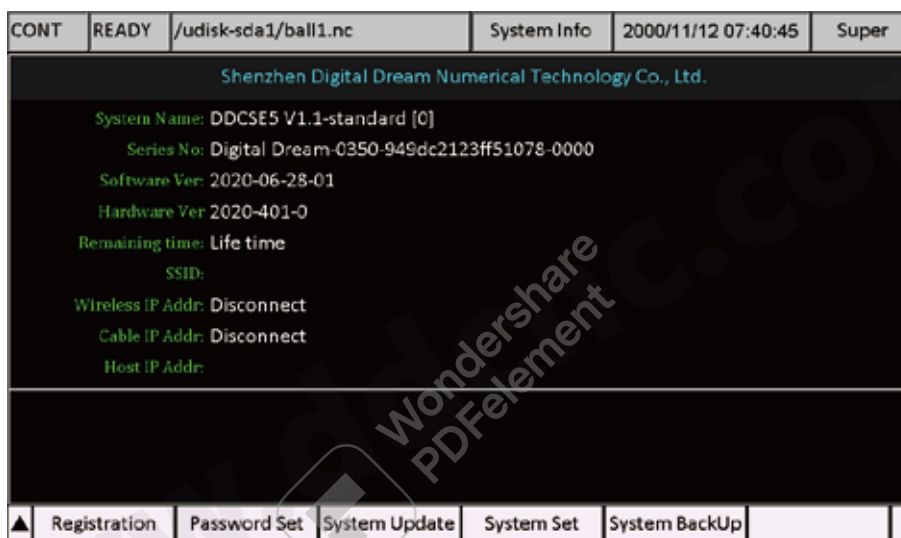 CONT READY /udisk-sda1/ball1.nc System Info 2000/11/12 07:40:45 Super
Shenzhen Digital Dream Numerical Technology Co., Ltd.
System Name: DDCSE5 V1.1-standard [0]
Series No: Digital Dream-0350-949dc2123ff51078-0000
Software Ver: 2020-06-28-01
Hardware Ver 2020-401-0
Remaining time: Life time
SSID:
Wireless IP Addr: Disconnect
Cable IP Addr: Disconnect
Host IP Addr:
Wondershare
PDFelement
▲ Registration Password Set System Update System Set System BackUp